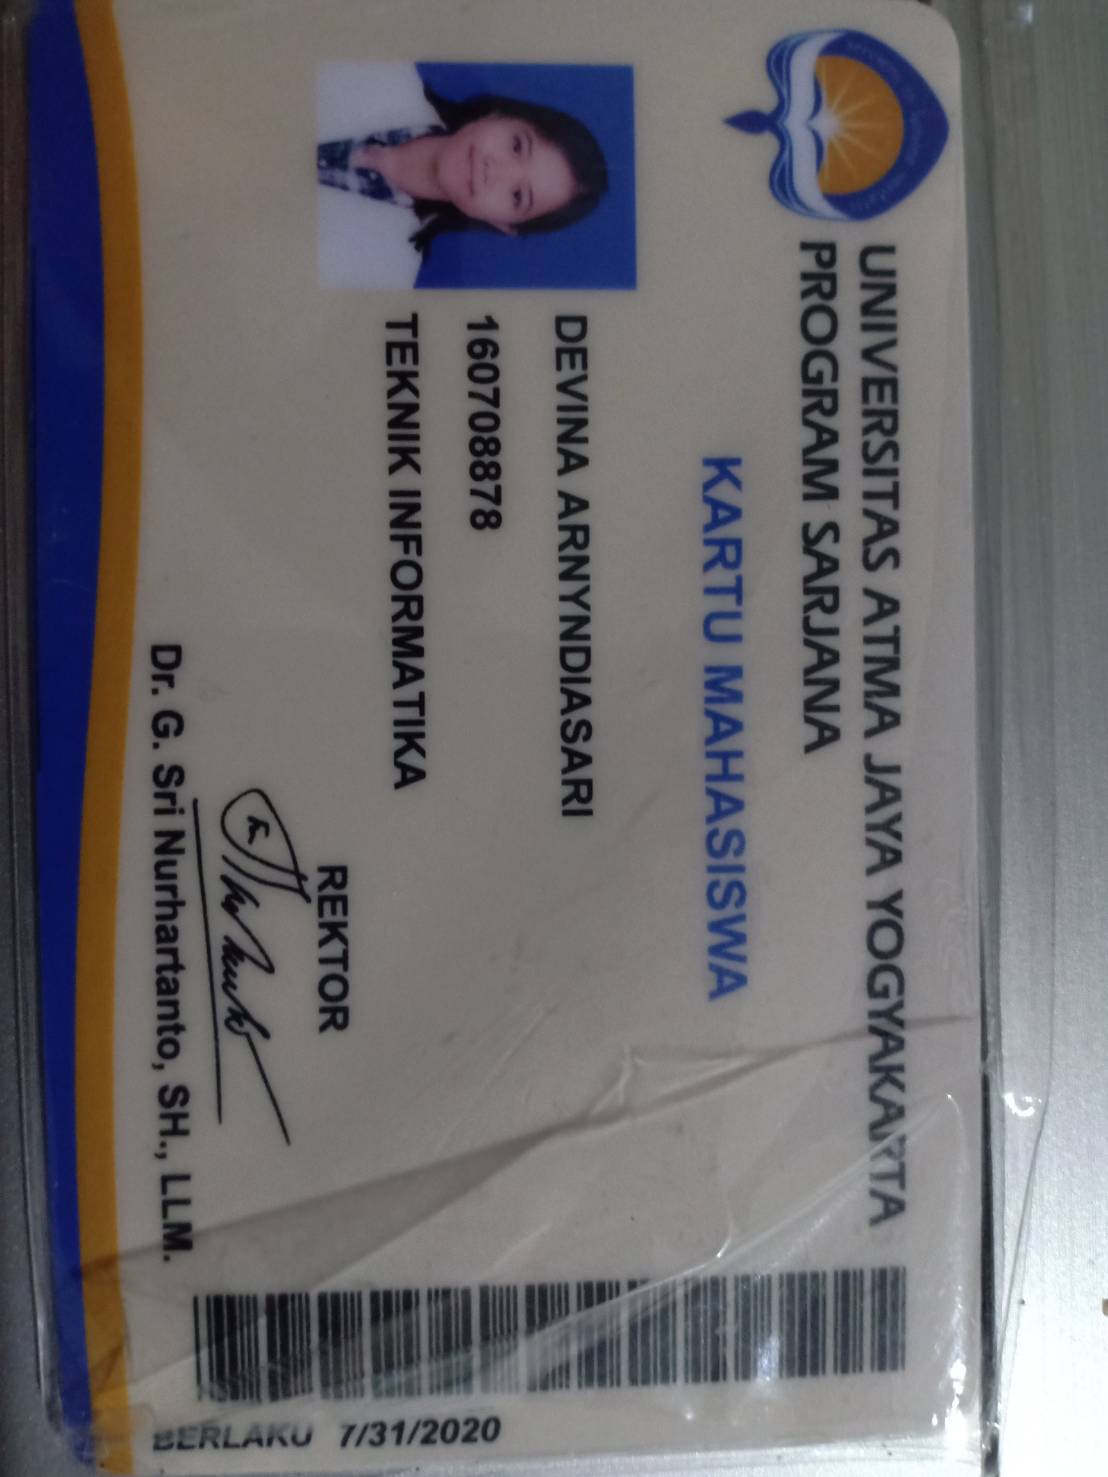 UNIVERSITAS ATMA JAYA YOGYAKARTA
PROGRAM SARJANA
KARTU MAHASISWA
DEVINA ARNYNDIASARI
160708878
TEKNIK INFORMATIKA
REKTOR
Dr. G. Sri Nurhartanto, SH., LLM.
BERLAKU 7/31/2020